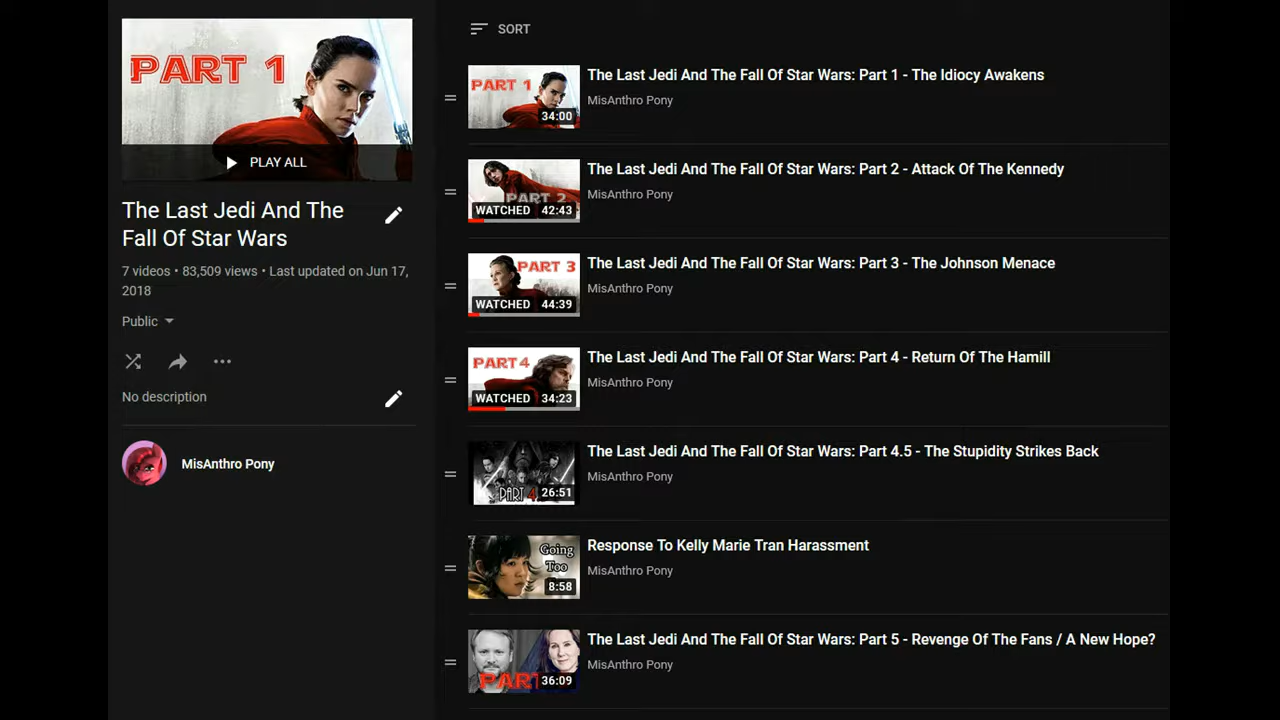 PART 1
PLAY ALL
The Last Jedi And The
Fall Of Star Wars
7 videos • 83,509 views • Last updated on Jun 17,
2018
Public
No description
MisAnthro Pony
SORT
PART 1
34:00
The Last Jedi And The Fall Of Star Wars: Part 1 - The Idiocy Awakens
MisAnthro Pony
PART 2
WATCHED 42:43
The Last Jedi And The Fall Of Star Wars: Part 2 - Attack Of The Kennedy
MisAnthro Pony
PART 3
WATCHED 44:39
The Last Jedi And The Fall Of Star Wars: Part 3 - The Johnson Menace
MisAnthro Pony
PART 4
WATCHED 34:23
The Last Jedi And The Fall Of Star Wars: Part 4 - Return Of The Hamill
MisAnthro Pony
PART 4
26:51
The Last Jedi And The Fall Of Star Wars: Part 4.5 - The Stupidity Strikes Back
MisAnthro Pony
Going
Too
8:58
Response To Kelly Marie Tran Harassment
MisAnthro Pony
PART
36:09
The Last Jedi And The Fall Of Star Wars: Part 5 - Revenge Of The Fans / A New Hope?
MisAnthro Pony